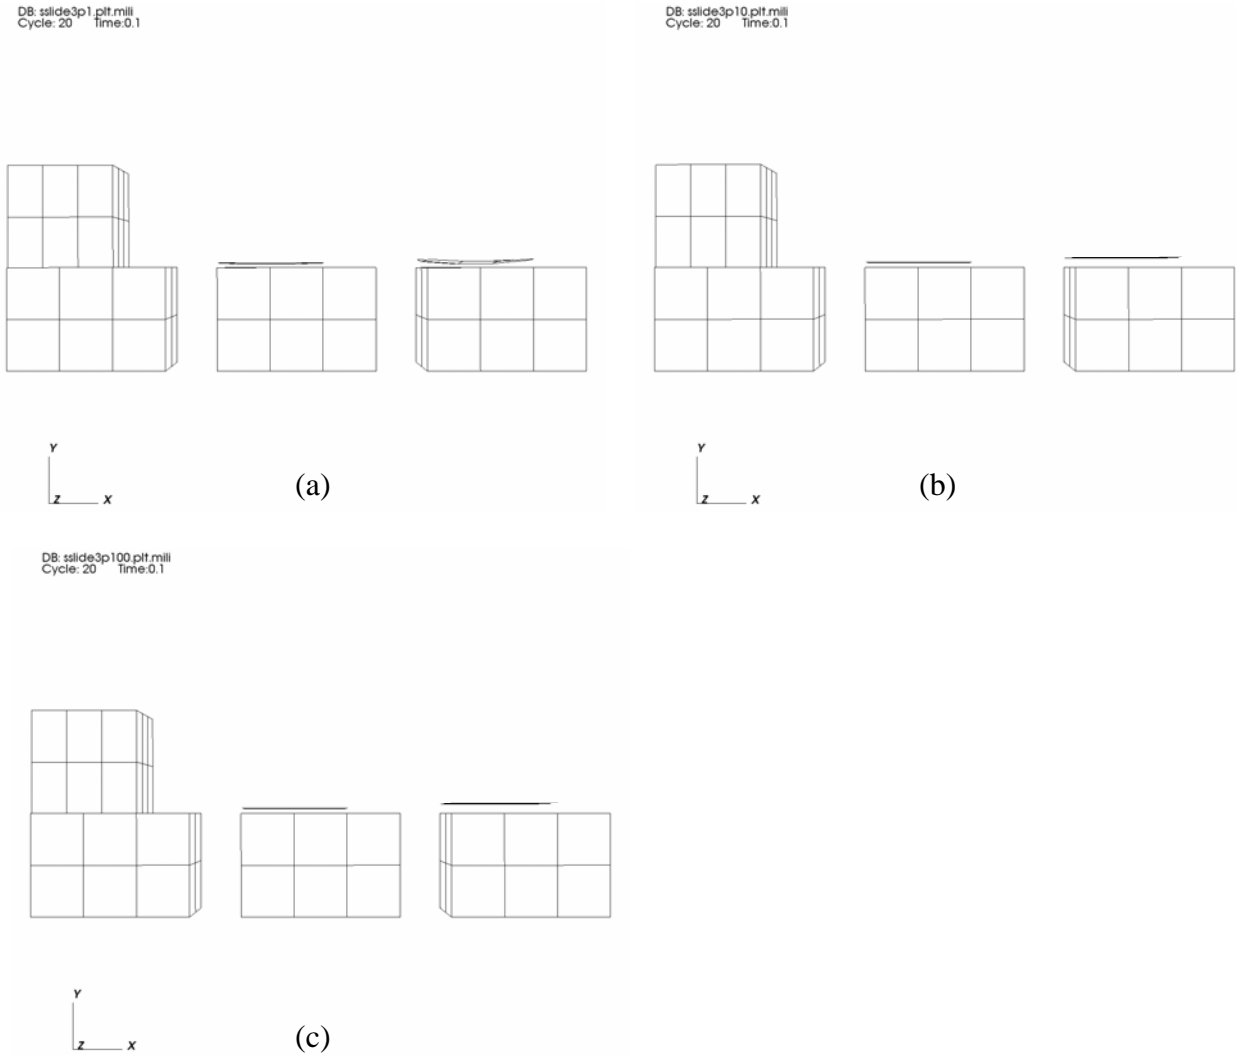 DB: sslide3p1.plt.mili
Cycle: 20 Time:0.1
Y
Z X
(a)
DB: sslide3p10.plt.mili
Cycle: 20 Time:0.1
Y
Z X
(b)
DB: sslide3p100.plt.mili
Cycle: 20 Time:0.1
Y
Z X
(c)